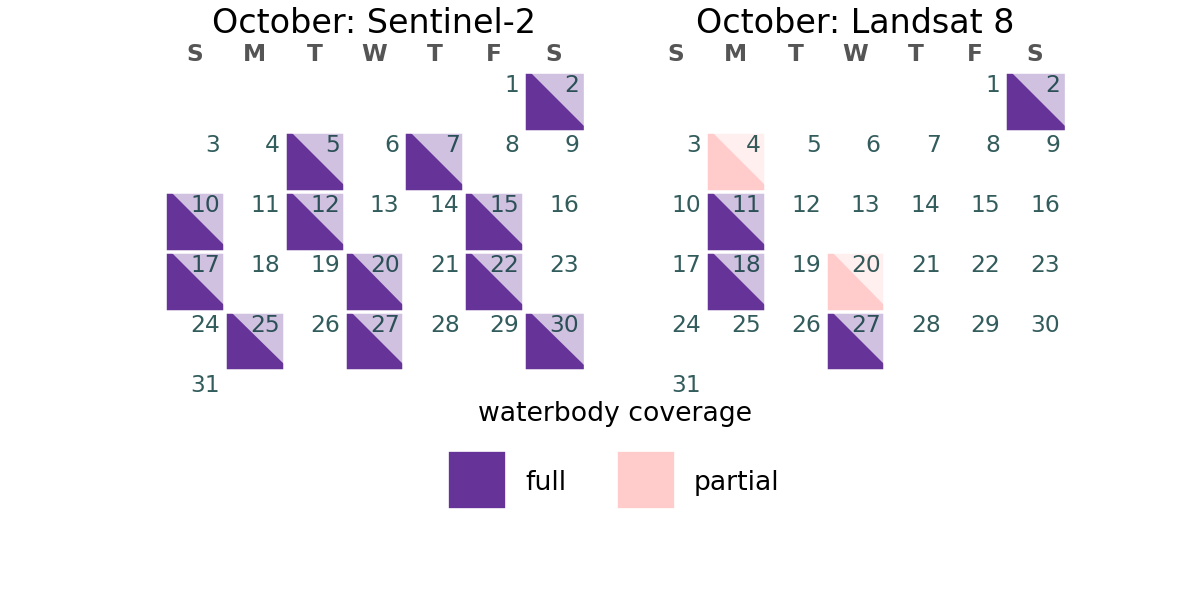 October: Sentinel-2
S M T W T F S
1 2
3 4 5 6 7 8 9
10 11 12 13 14 15 16
17 18 19 20 21 22 23
24 25 26 27 28 29 30
31
October: Landsat 8
S M T W T F S
1 2
3 4 5 6 7 8 9
10 11 12 13 14 15 16
17 18 19 20 21 22 23
24 25 26 27 28 29 30
31
waterbody coverage
full
partial